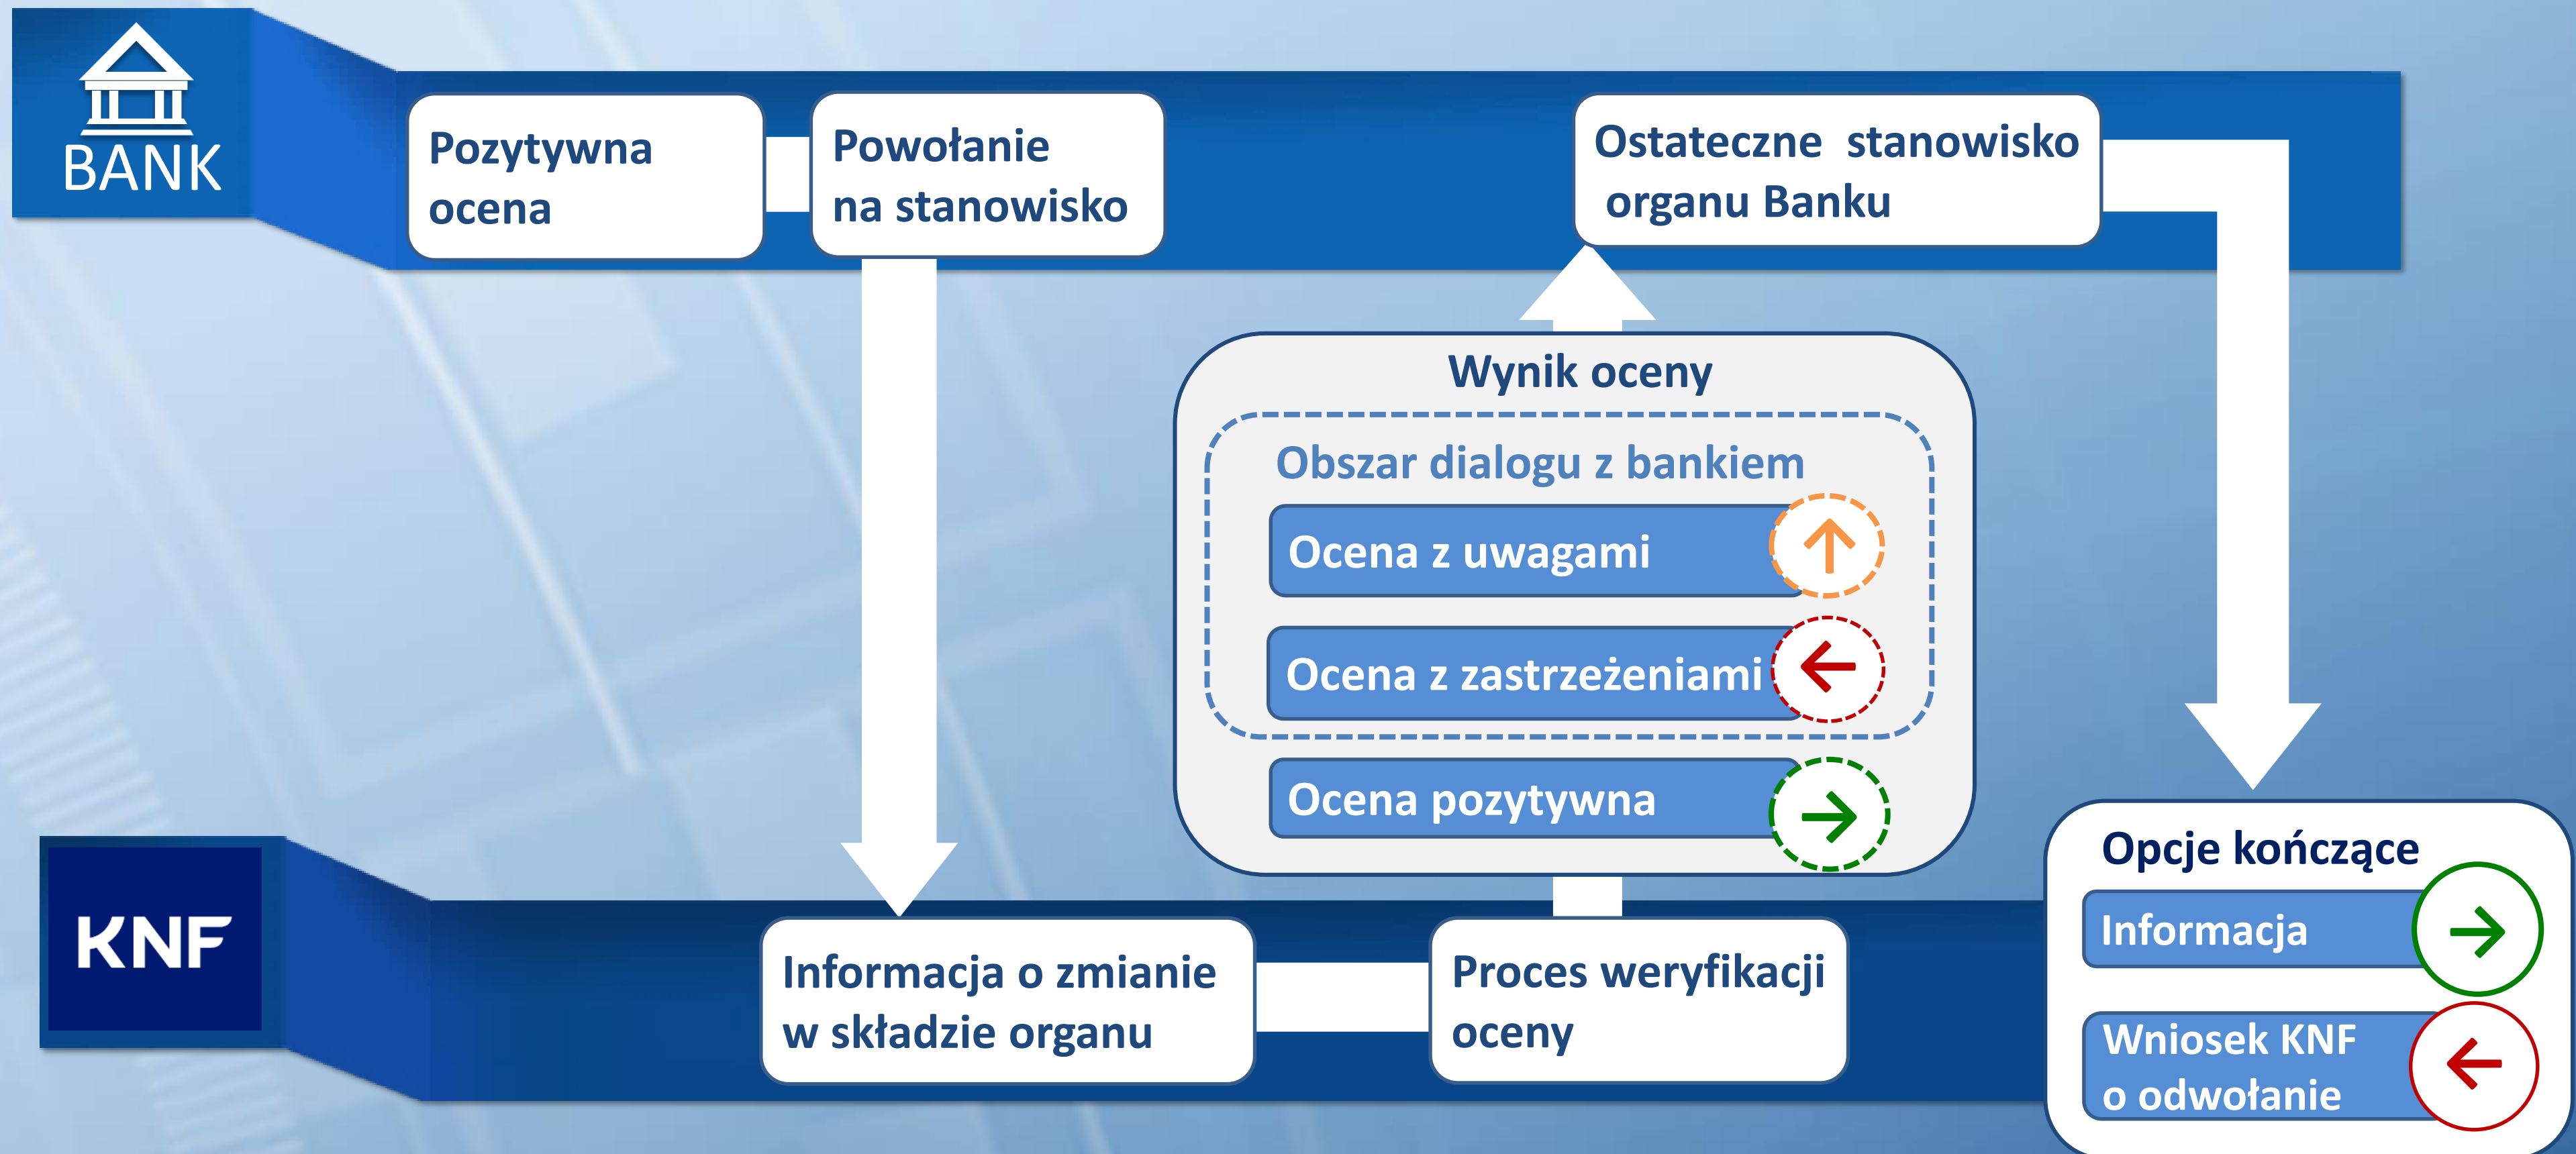 BANK
Pozytywna
ocena
Powołanie
na stanowisko
Ostateczne stanowisko
organu Banku
Wynik oceny
Obszar dialogu z bankiem
Ocena z uwagami
Ocena z zastrzeżeniami
Ocena pozytywna
KNF
Informacja o zmianie
w składzie organu
Proces weryfikacji
oceny
Opcje kończące
Informacja
Wniosek KNF
o odwołanie